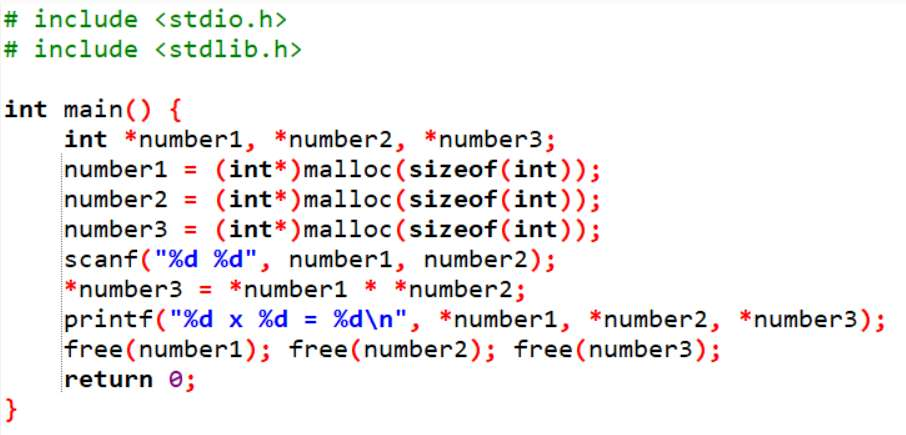 # include <stdio.h>
# include <stdlib.h>

int main() {
    int *number1, *number2, *number3;
    number1 = (int*)malloc(sizeof(int));
    number2 = (int*)malloc(sizeof(int));
    number3 = (int*)malloc(sizeof(int));
    scanf("%d %d", number1, number2);
    *number3 = *number1 * *number2;
    printf("%d x %d = %d\n", *number1, *number2, *number3);
    free(number1); free(number2); free(number3);
    return 0;
}